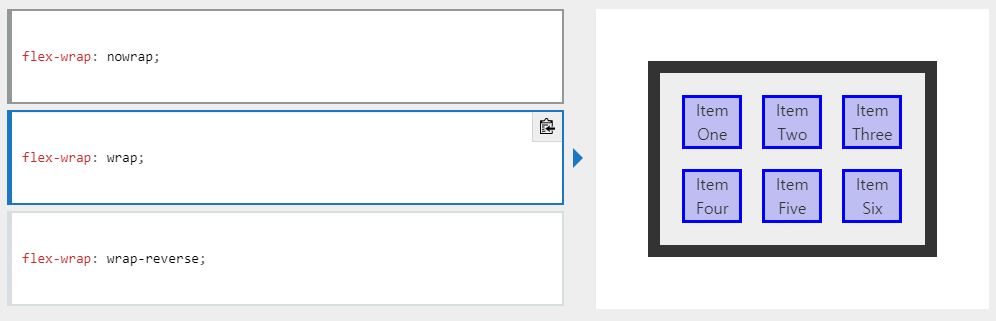 flex-wrap: nowrap;
flex-wrap: wrap;
flex-wrap: wrap-reverse;
Item One
Item Two
Item Three
Item Four
Item Five
Item Six